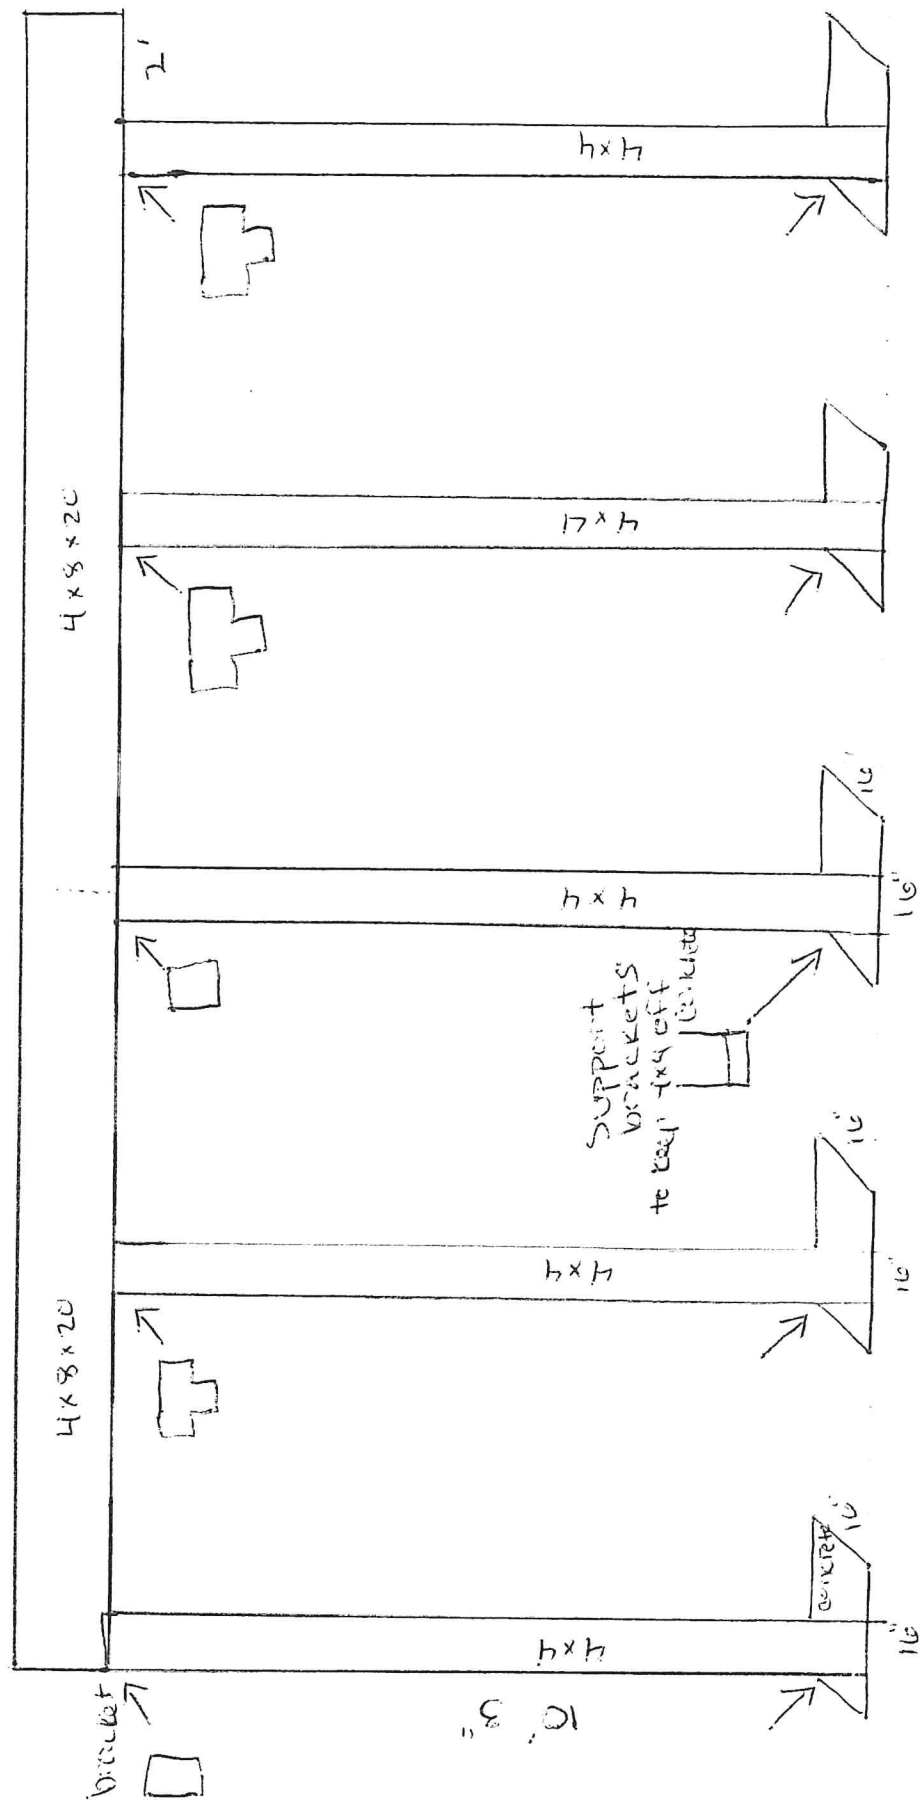 4x8x20
4x8x20
2'
bracket
4x4
4x4
4x4
4x4
4x4
10' 3"
support
brackets
to keep 4x4 off
concrete
concrete
16"
16"
16"
16"
16"
16"